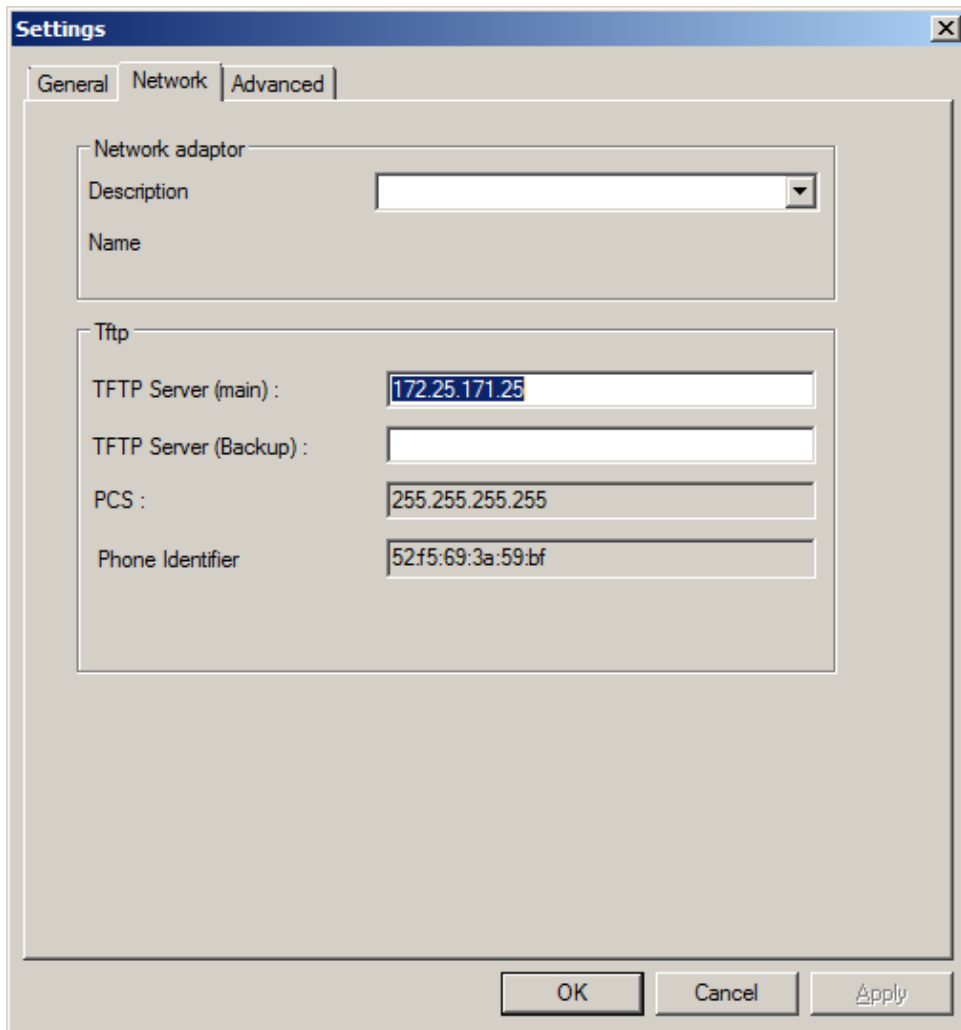 Settings
General Network Advanced
Network adaptor
Description
Name
Tftp
TFTP Server (main) : 172.25.171.25
TFTP Server (Backup) :
PCS : 255.255.255.255
Phone Identifier 52:f5:69:3a:59:bf
OK Cancel Apply